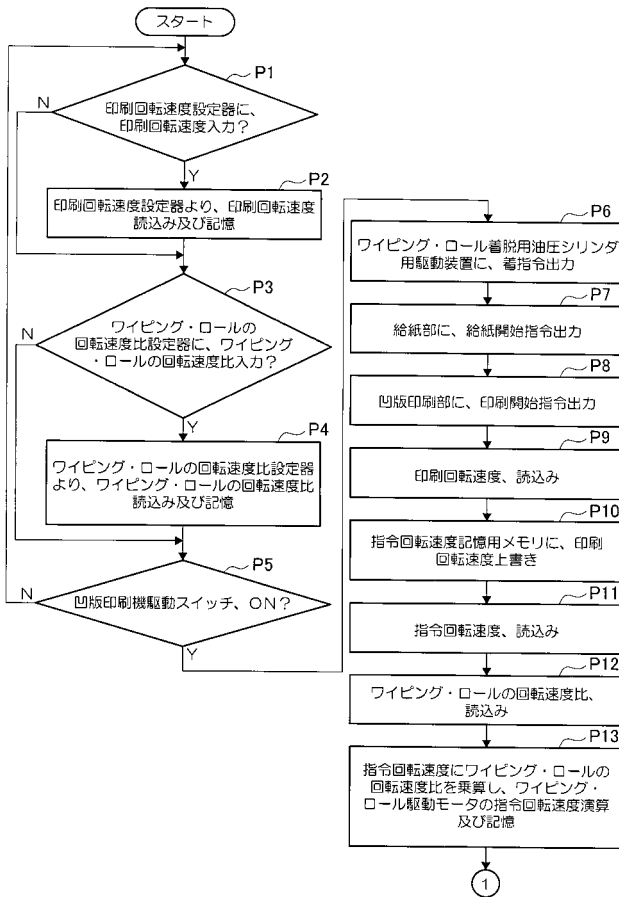 スタート
P1
印刷回転速度設定器に、
印刷回転速度入力？
N
Y
P2
印刷回転速度設定器より、印刷回転速度
読込み及び記憶
P3
ワイピング・ロールの
回転速度比設定器に、ワイピング
・ロールの回転速度比入力？
N
Y
P4
ワイピング・ロールの回転速度比設定器
より、ワイピング・ロールの回転速度比
読込み及び記憶
P5
凹版印刷機駆動スイッチ、ON？
N
Y
P6
ワイピング・ロール着脱用油圧シリンダ
用駆動装置に、着指令出力
P7
給紙部に、給紙開始指令出力
P8
凹版印刷部に、印刷開始指令出力
P9
印刷回転速度、読込み
P10
指令回転速度記憶用メモリに、印刷
回転速度上書き
P11
指令回転速度、読込み
P12
ワイピング・ロールの回転速度比、
読込み
P13
指令回転速度にワイピング・ロールの
回転速度比を乗算し、ワイピング・
ロール駆動モータの指令回転速度演算
及び記憶
1